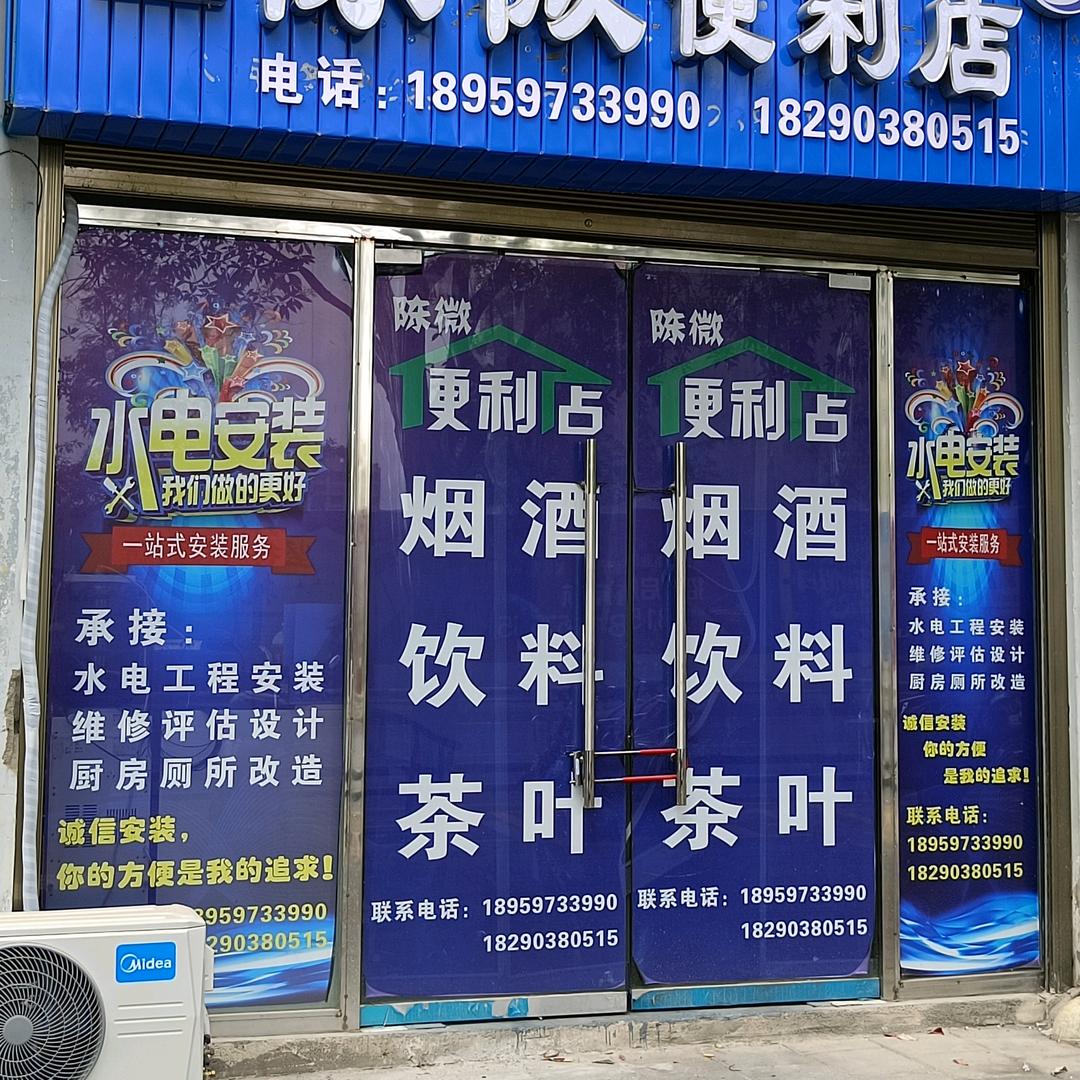 陈微便利店
电话：18959733990、18290380515
水电安装
我们做的更好
一站式安装服务
承接：
水电工程安装
维修评估设计
厨房厕所改造
诚信安装，
你的方便是我的追求！
8959733990
290380515
Midea
陈微
便利占
烟酒
饮料
茶叶
联系电话：18959733990
18290380515
陈微
便利占
烟酒
饮料
茶叶
联系电话：18959733990
18290380515
水电安装
我们做的更好
一站式安装服务
承接：
水电工程安装
维修评估设计
厨房厕所改造
诚信安装
你的方便
是我的追求！
联系电话：
18959733990
18290380515